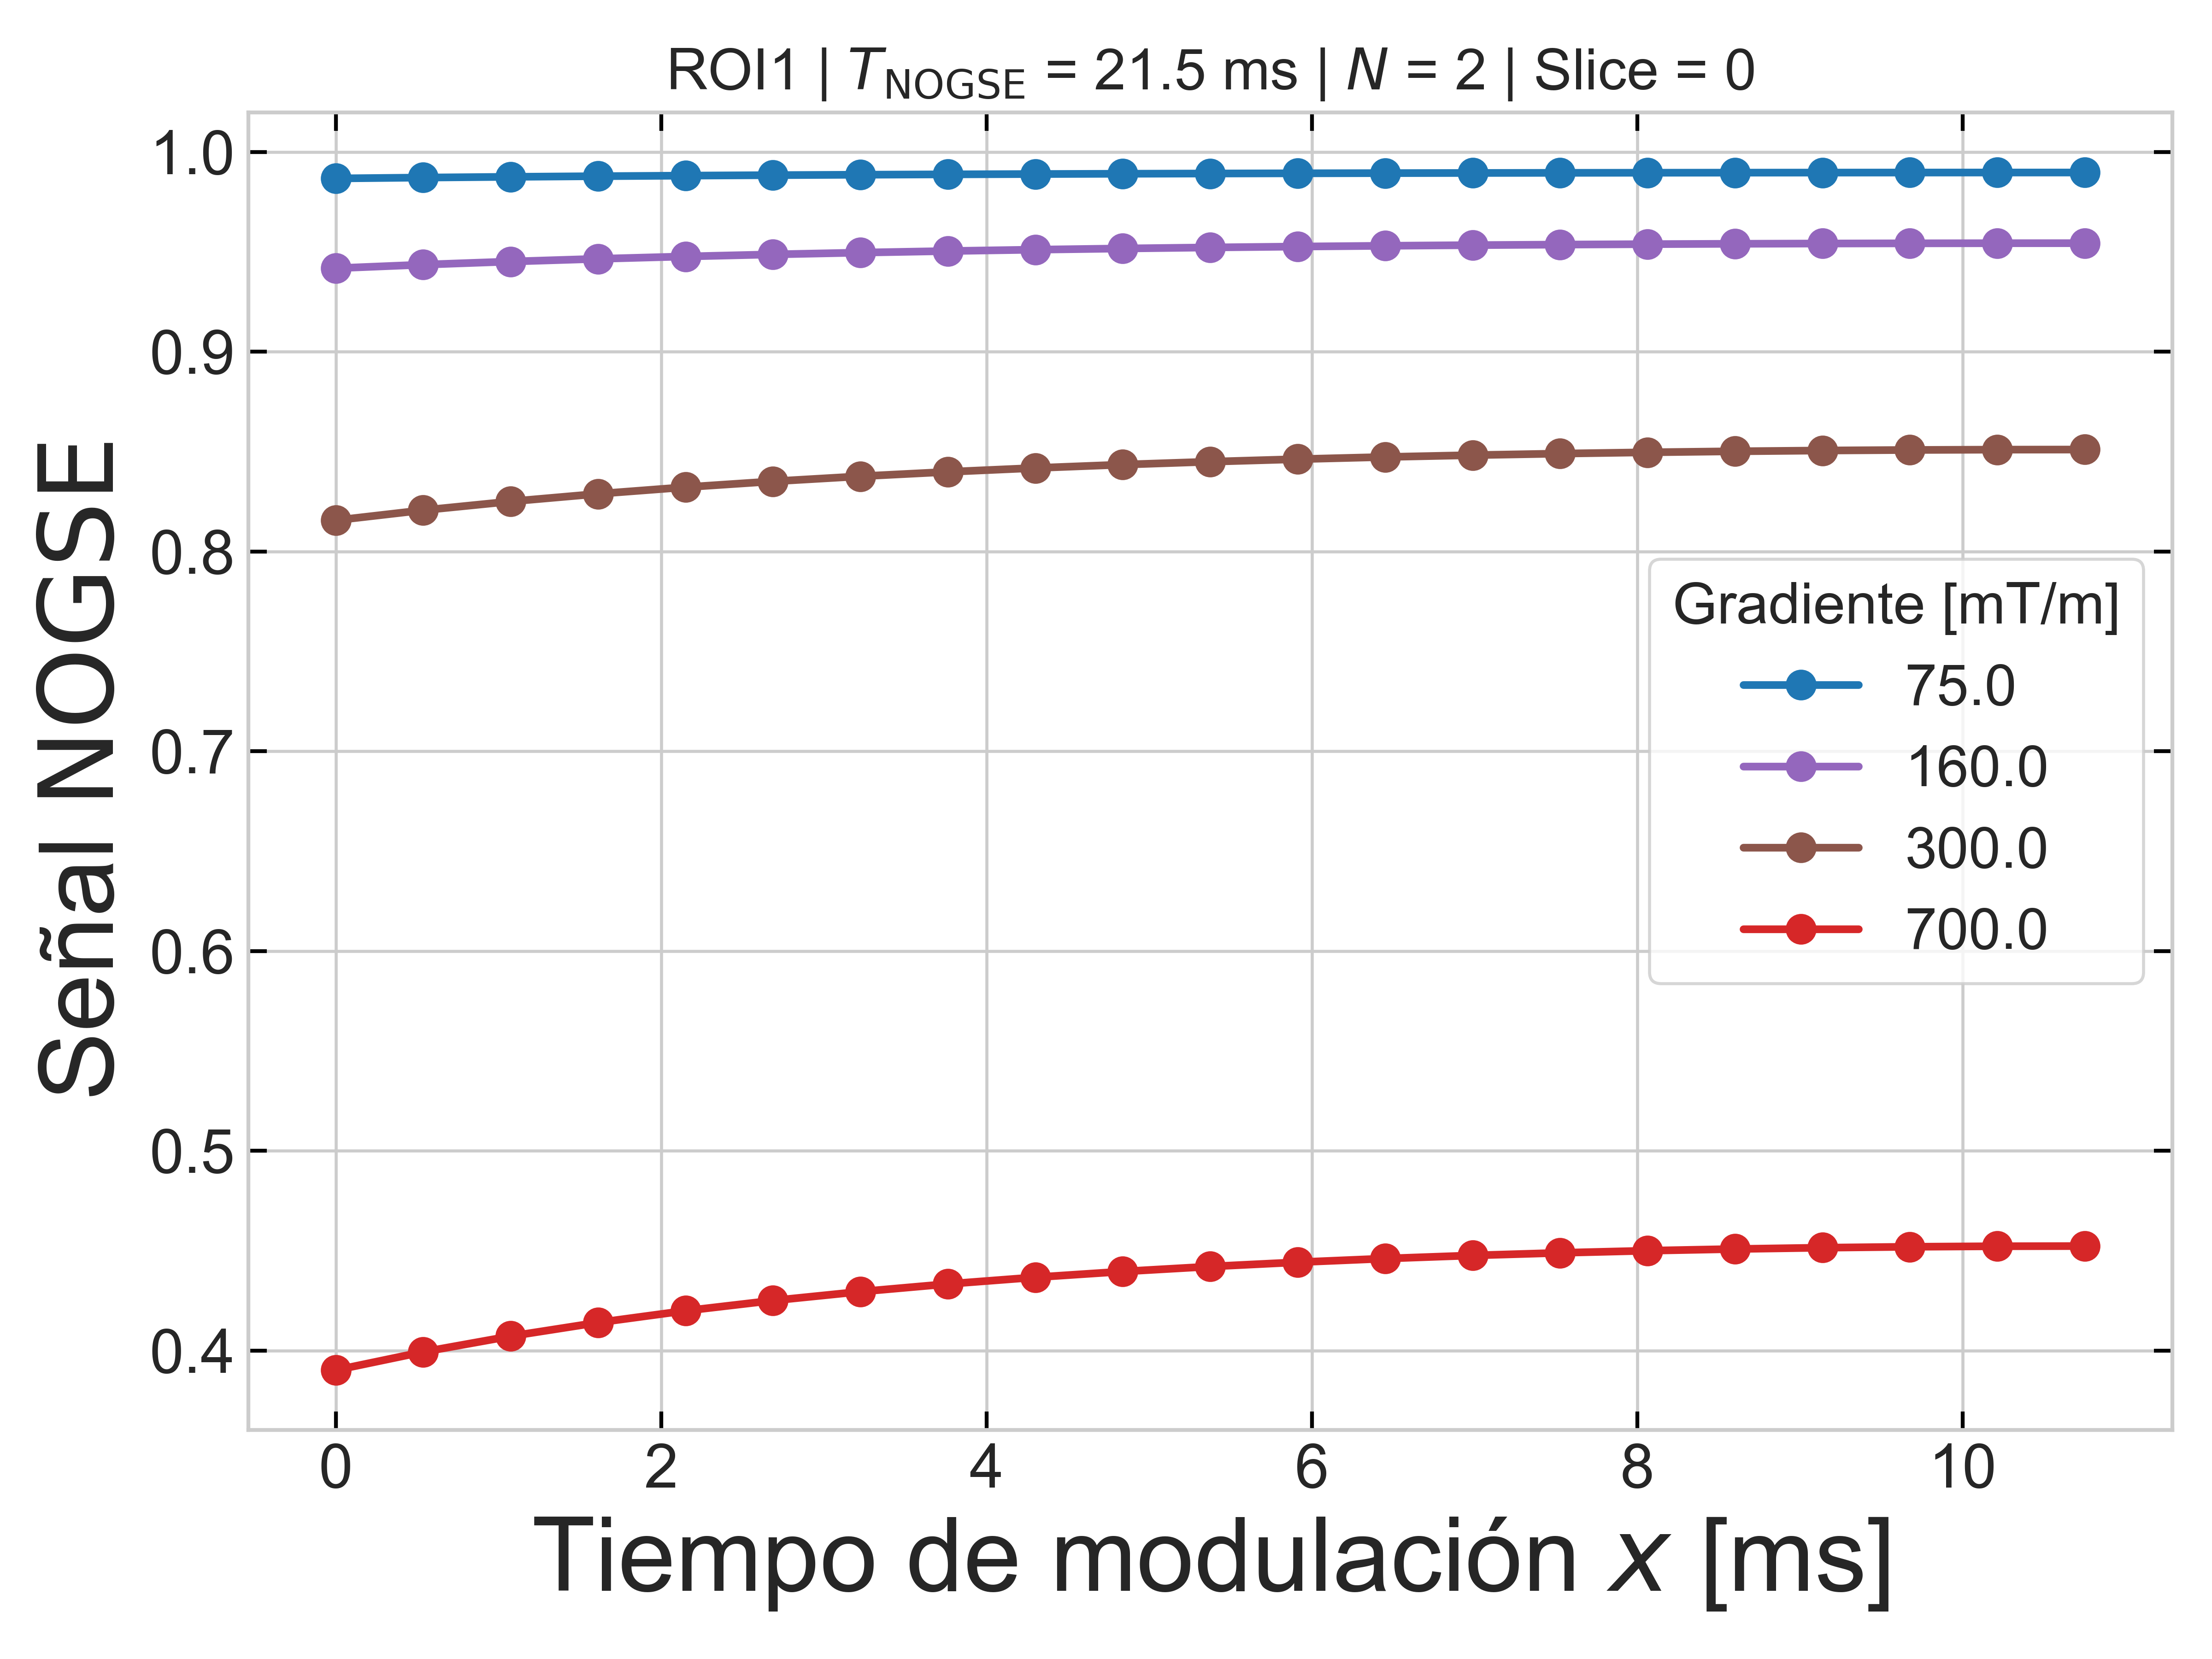 ROI1 | T_NOGSE = 21.5 ms | N = 2 | Slice = 0
Señal NOGSE
1.0
0.9
0.8
0.7
0.6
0.5
0.4
Gradiente [mT/m]
75.0
160.0
300.0
700.0
0 2 4 6 8 10
Tiempo de modulación x [ms]